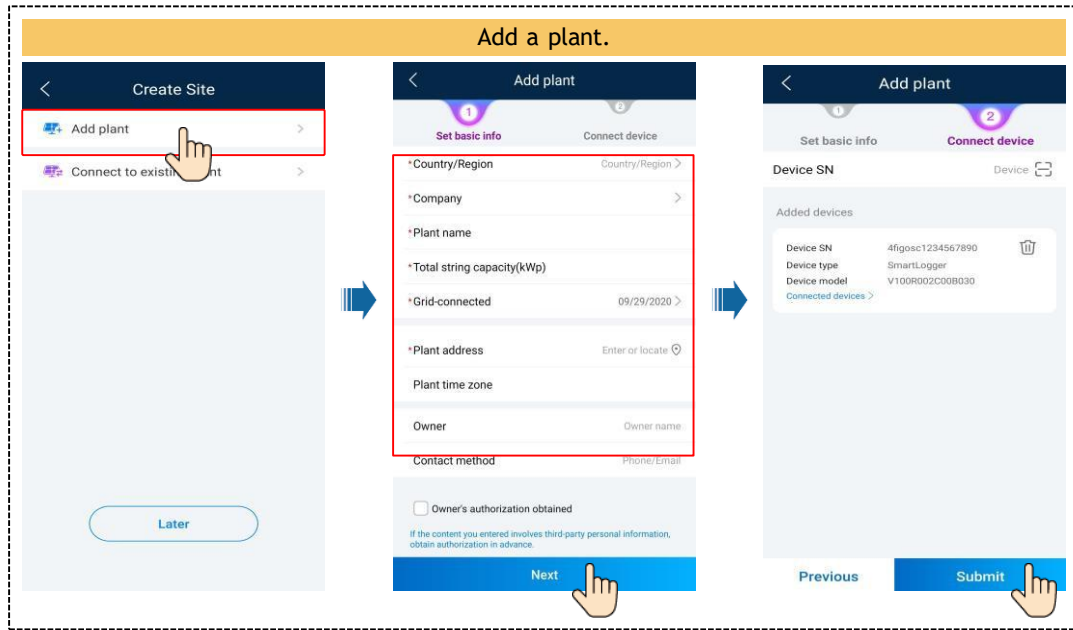 Add a plant.
Create Site
Add plant
Connect to existin nt
Later
Add plant
1
2
Set basic info
Connect device
*Country/Region Country/Region
*Company
*Plant name
*Total string capacity(kWp)
*Grid-connected 09/29/2020
*Plant address Enter or locate
Plant time zone
Owner Owner name
Contact method Phone/Email
Owner's authorization obtained
If the content you entered involves third-party personal information,
obtain authorization in advance.
Next
Add plant
1
2
Set basic info
Connect device
Device SN Device
Added devices
Device SN 4figosc1234567890
Device type SmartLogger
Device model V100R002C00B030
Connected devices >
Previous
Submit